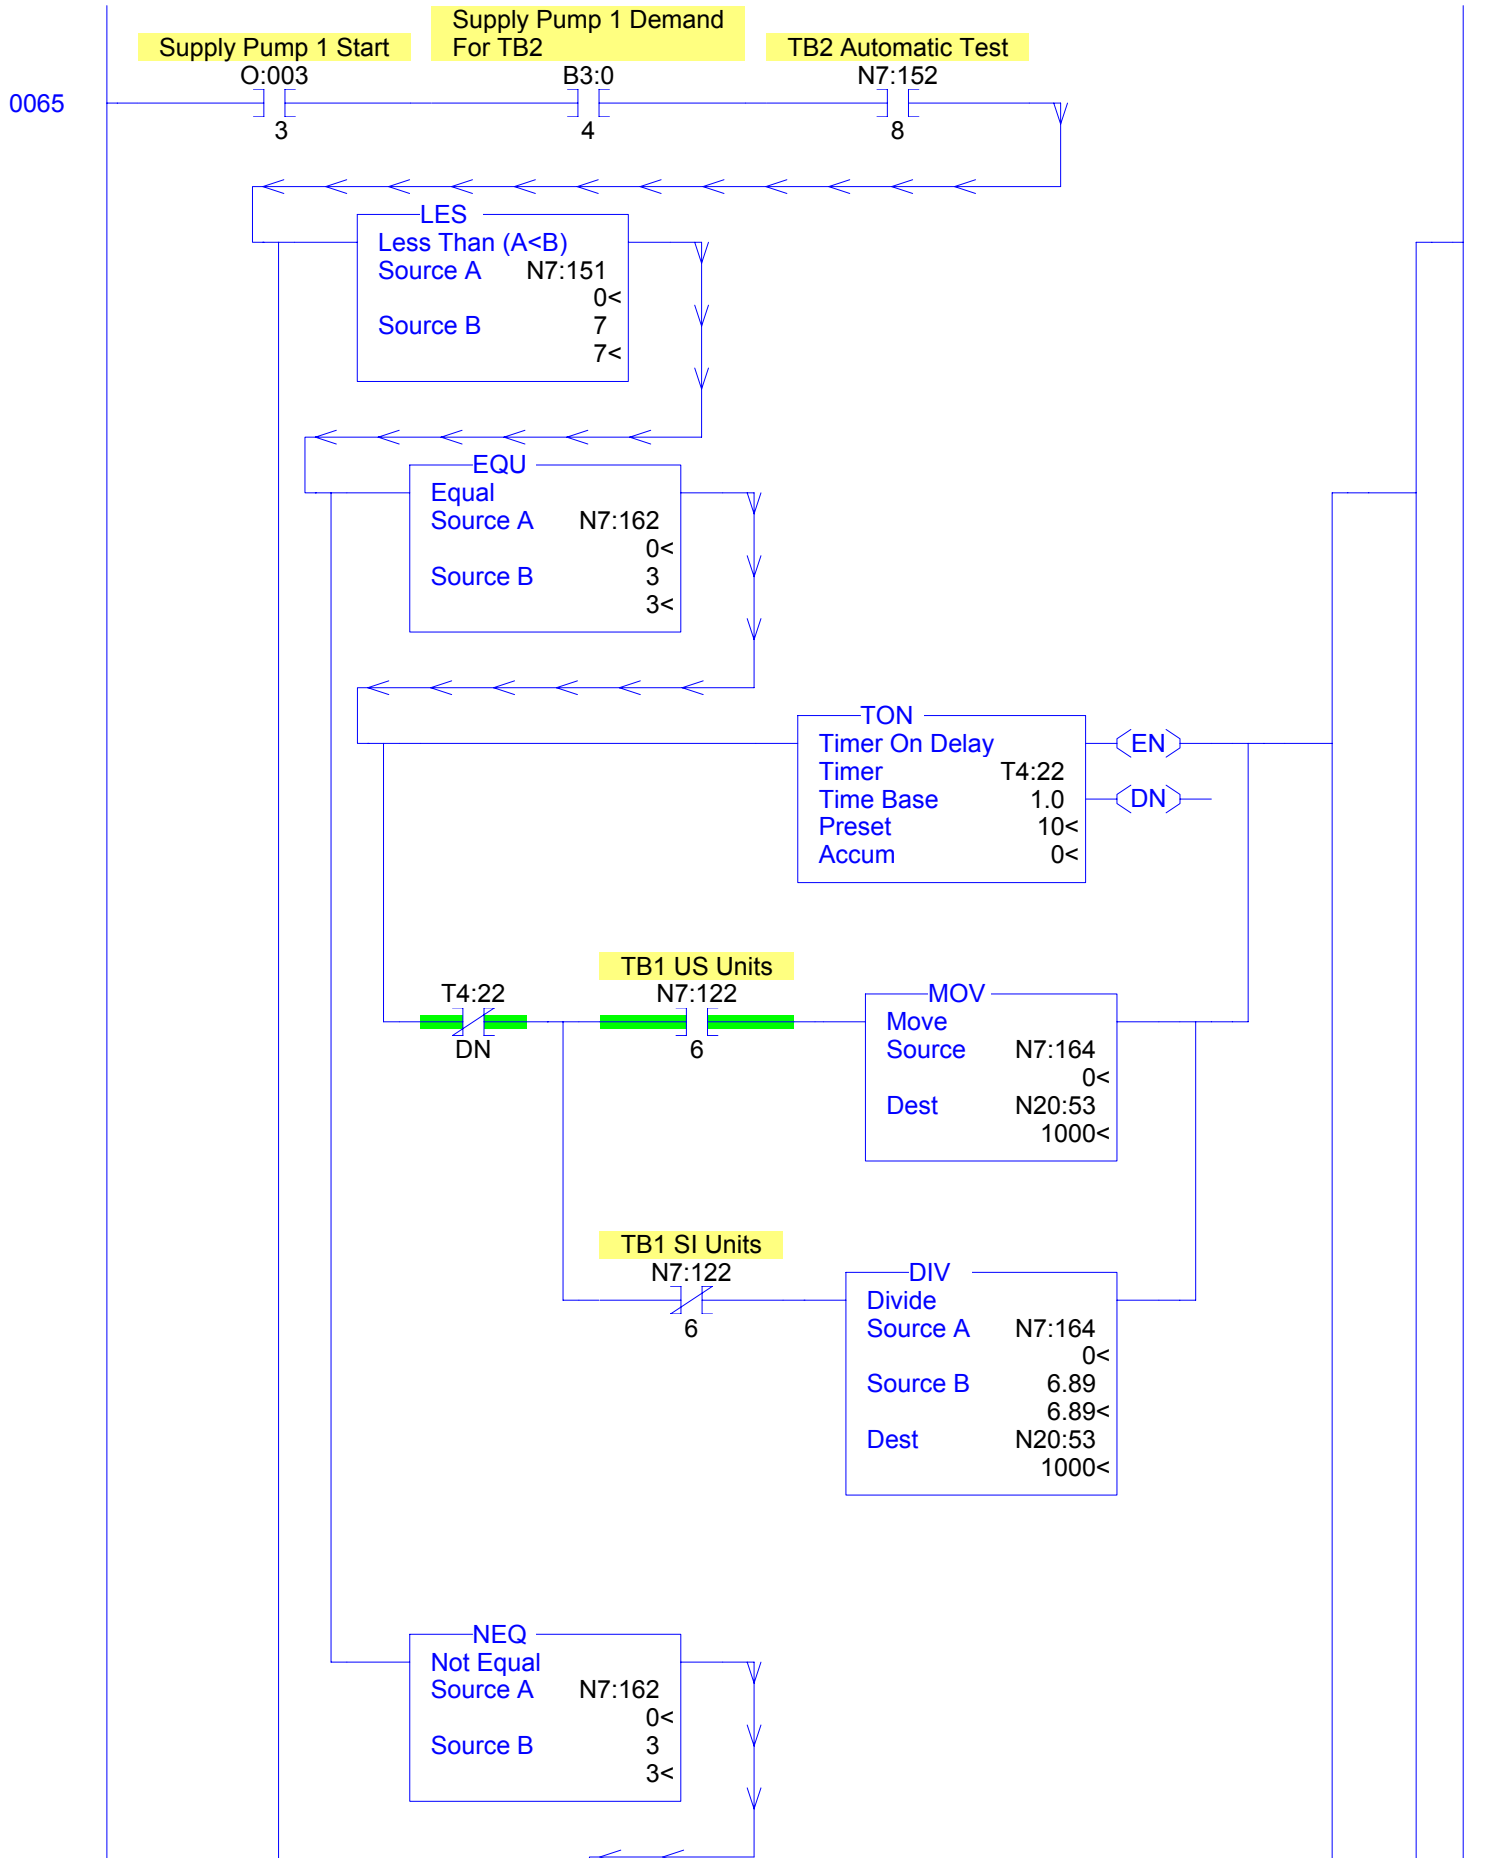 Supply Pump 1 Start
Supply Pump 1 Demand
For TB2
TB2 Automatic Test
O:003
B3:0
N7:152
0065
3
4
8
LES
Less Than (A<B)
Source A N7:151
0<
Source B 7
7<
EQU
Equal
Source A N7:162
0<
Source B 3
3<
TON
Timer On Delay
Timer T4:22
Time Base 1.0
Preset 10<
Accum 0<
EN
DN
TB1 US Units
T4:22
N7:122
DN
6
MOV
Move
Source N7:164
0<
Dest N20:53
1000<
TB1 SI Units
N7:122
6
DIV
Divide
Source A N7:164
0<
Source B 6.89
6.89<
Dest N20:53
1000<
NEQ
Not Equal
Source A N7:162
0<
Source B 3
3<